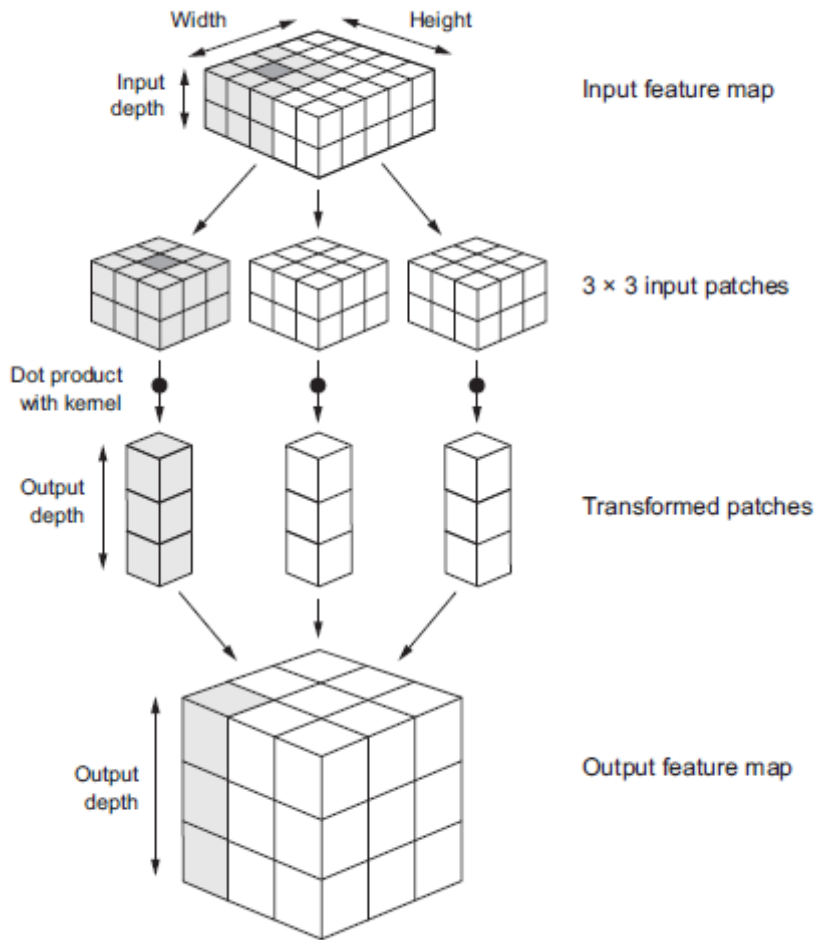 Width
Height
Input
depth
Input feature map
3 × 3 input patches
Dot product
with kernel
Output
depth
Transformed patches
Output
depth
Output feature map